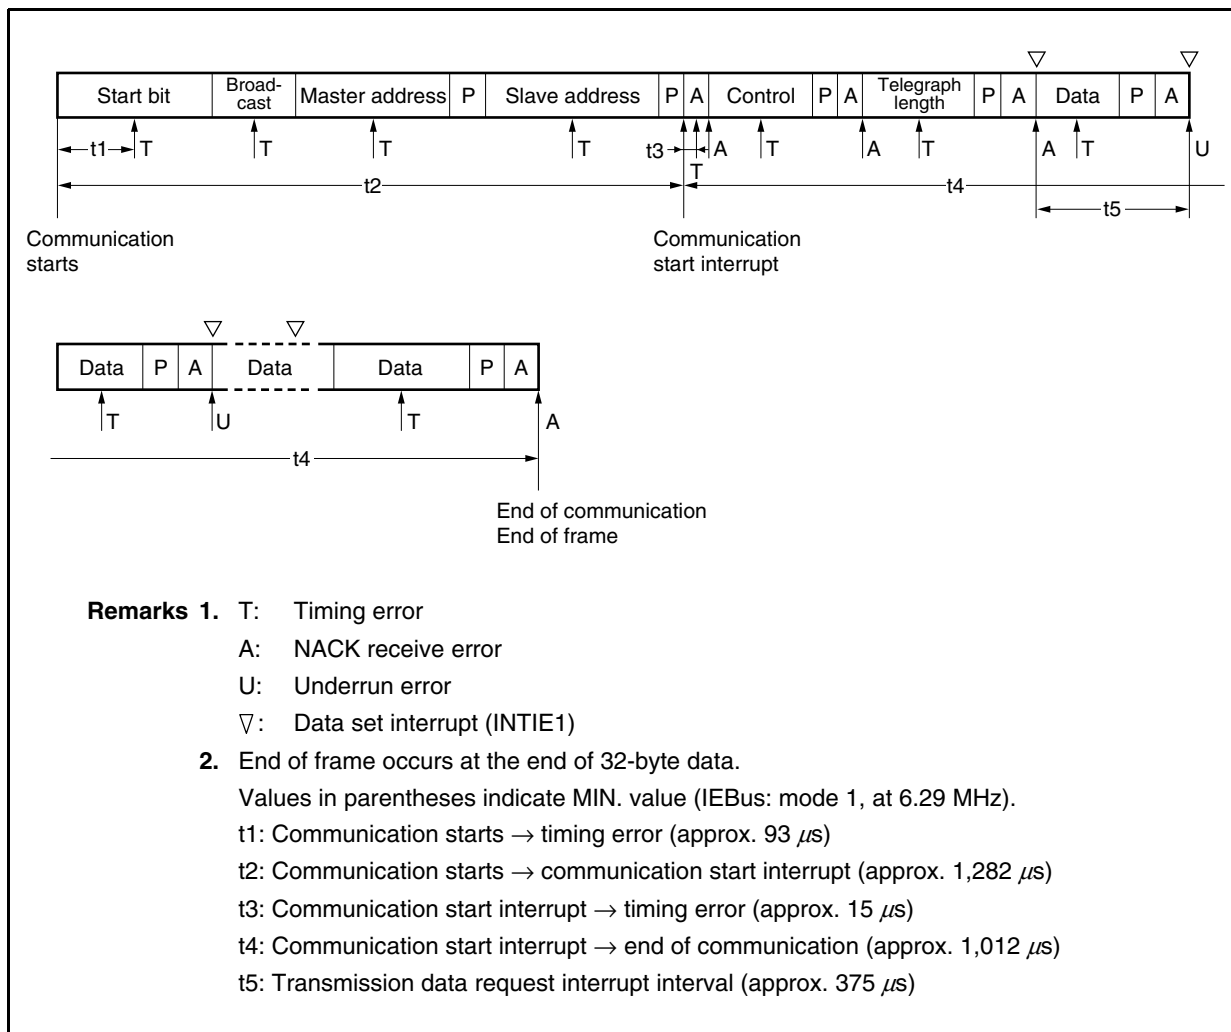 Start bit Broad-cast Master address P Slave address P A Control P A Telegraph length P A Data P A
t1 T T T T t3 A T A T A T U
T
t2 t4
t5
Communication starts
Communication start interrupt
Data P A Data Data P A
T U T A
t4
End of communication
End of frame
Remarks 1. T: Timing error
A: NACK receive error
U: Underrun error
▽: Data set interrupt (INTIE1)
2. End of frame occurs at the end of 32-byte data.
Values in parentheses indicate MIN. value (IEBus: mode 1, at 6.29 MHz).
t1: Communication starts → timing error (approx. 93 μs)
t2: Communication starts → communication start interrupt (approx. 1,282 μs)
t3: Communication start interrupt → timing error (approx. 15 μs)
t4: Communication start interrupt → end of communication (approx. 1,012 μs)
t5: Transmission data request interrupt interval (approx. 375 μs)